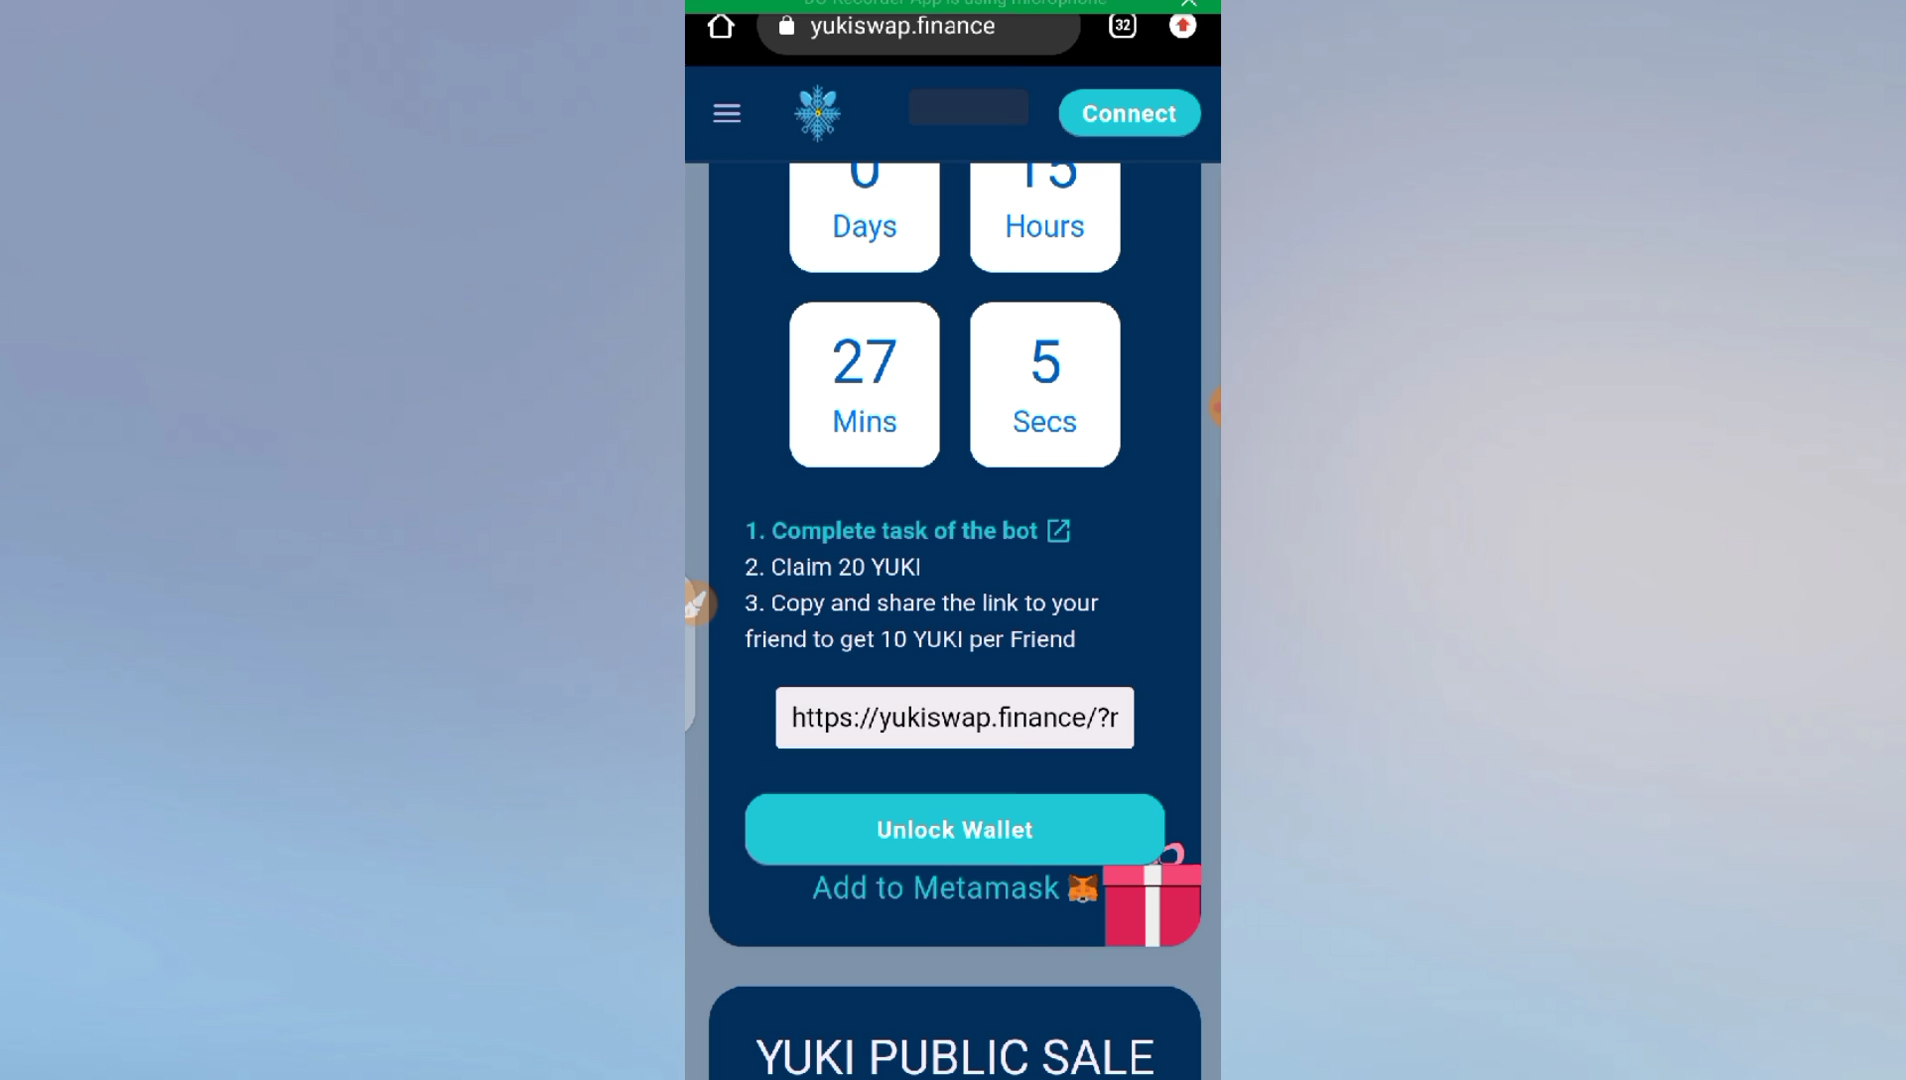 yukiswap.finance
32
Connect
0
15
Days
Hours
27
5
Mins
Secs
1. Complete task of the bot
2. Claim 20 YUKI
3. Copy and share the link to your
friend to get 10 YUKI per Friend
https://yukiswap.finance/?r
Unlock Wallet
Add to Metamask
YUKI PUBLIC SALE